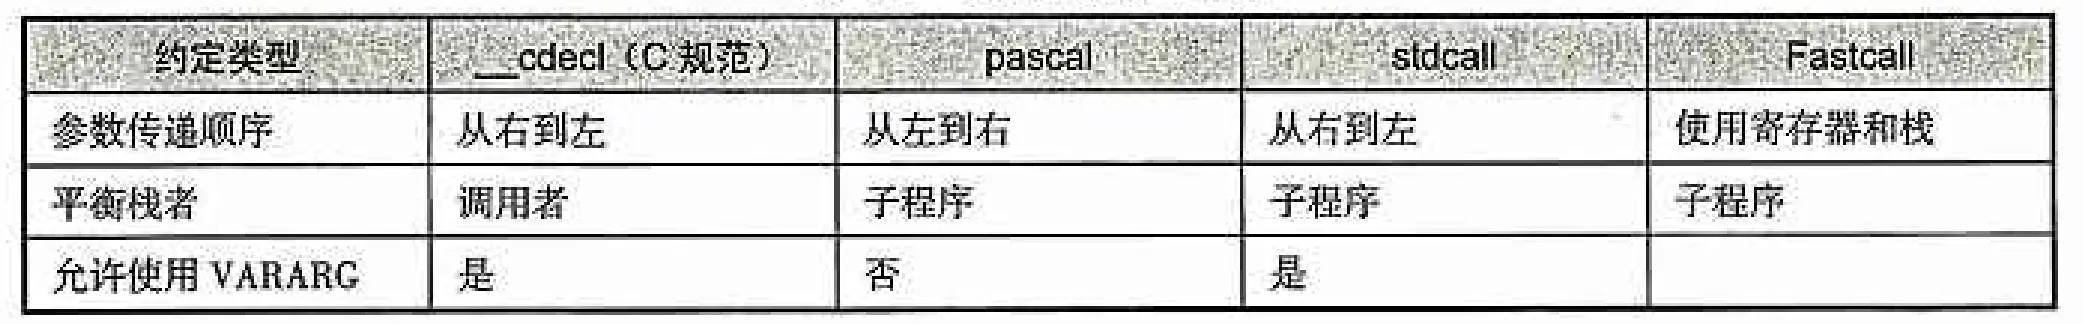 约定类型 __cdecl（C 规范） pascal stdcall Fastcall
参数传递顺序 从右到左 从左到右 从右到左 使用寄存器和栈
平衡栈者 调用者 子程序 子程序 子程序
允许使用 VARARG 是 否 是